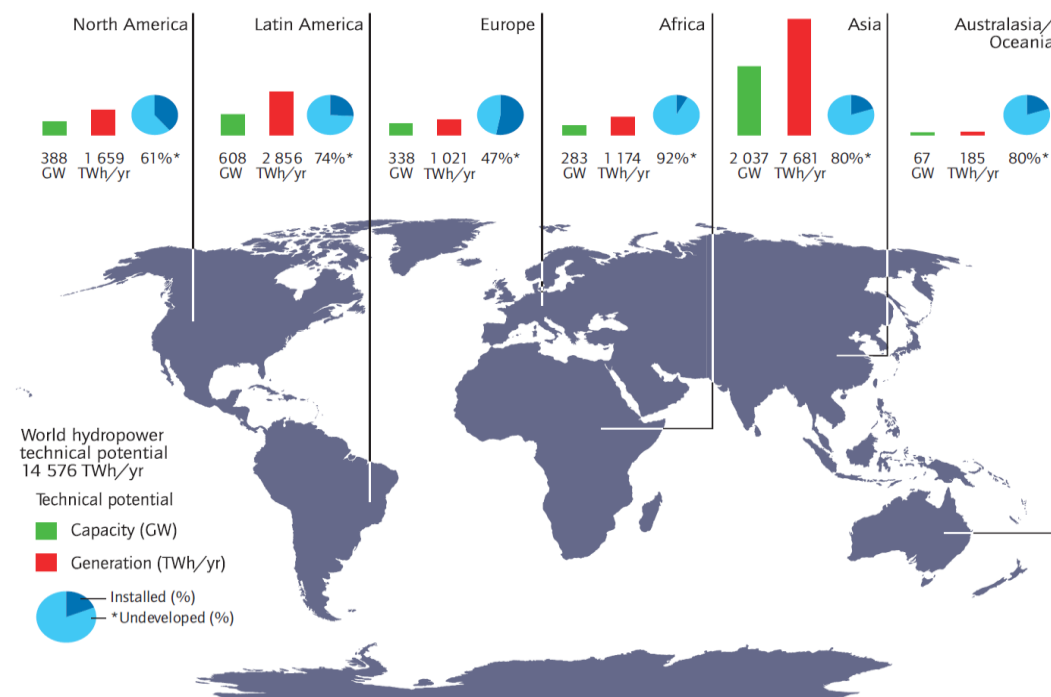 North America
388
GW
1 659
TWh/yr
61%*
Latin America
608
GW
2 856
TWh/yr
74%*
Europe
338
GW
1 021
TWh/yr
47%*
Africa
283
GW
1 174
TWh/yr
92%*
Asia
2 037
GW
7 681
TWh/yr
80%*
Australasia/
Oceania
67
GW
185
TWh/yr
80%*
World hydropower
technical potential
14 576 TWh/yr
Technical potential
Capacity (GW)
Generation (TWh/yr)
Installed (%)
*Undeveloped (%)